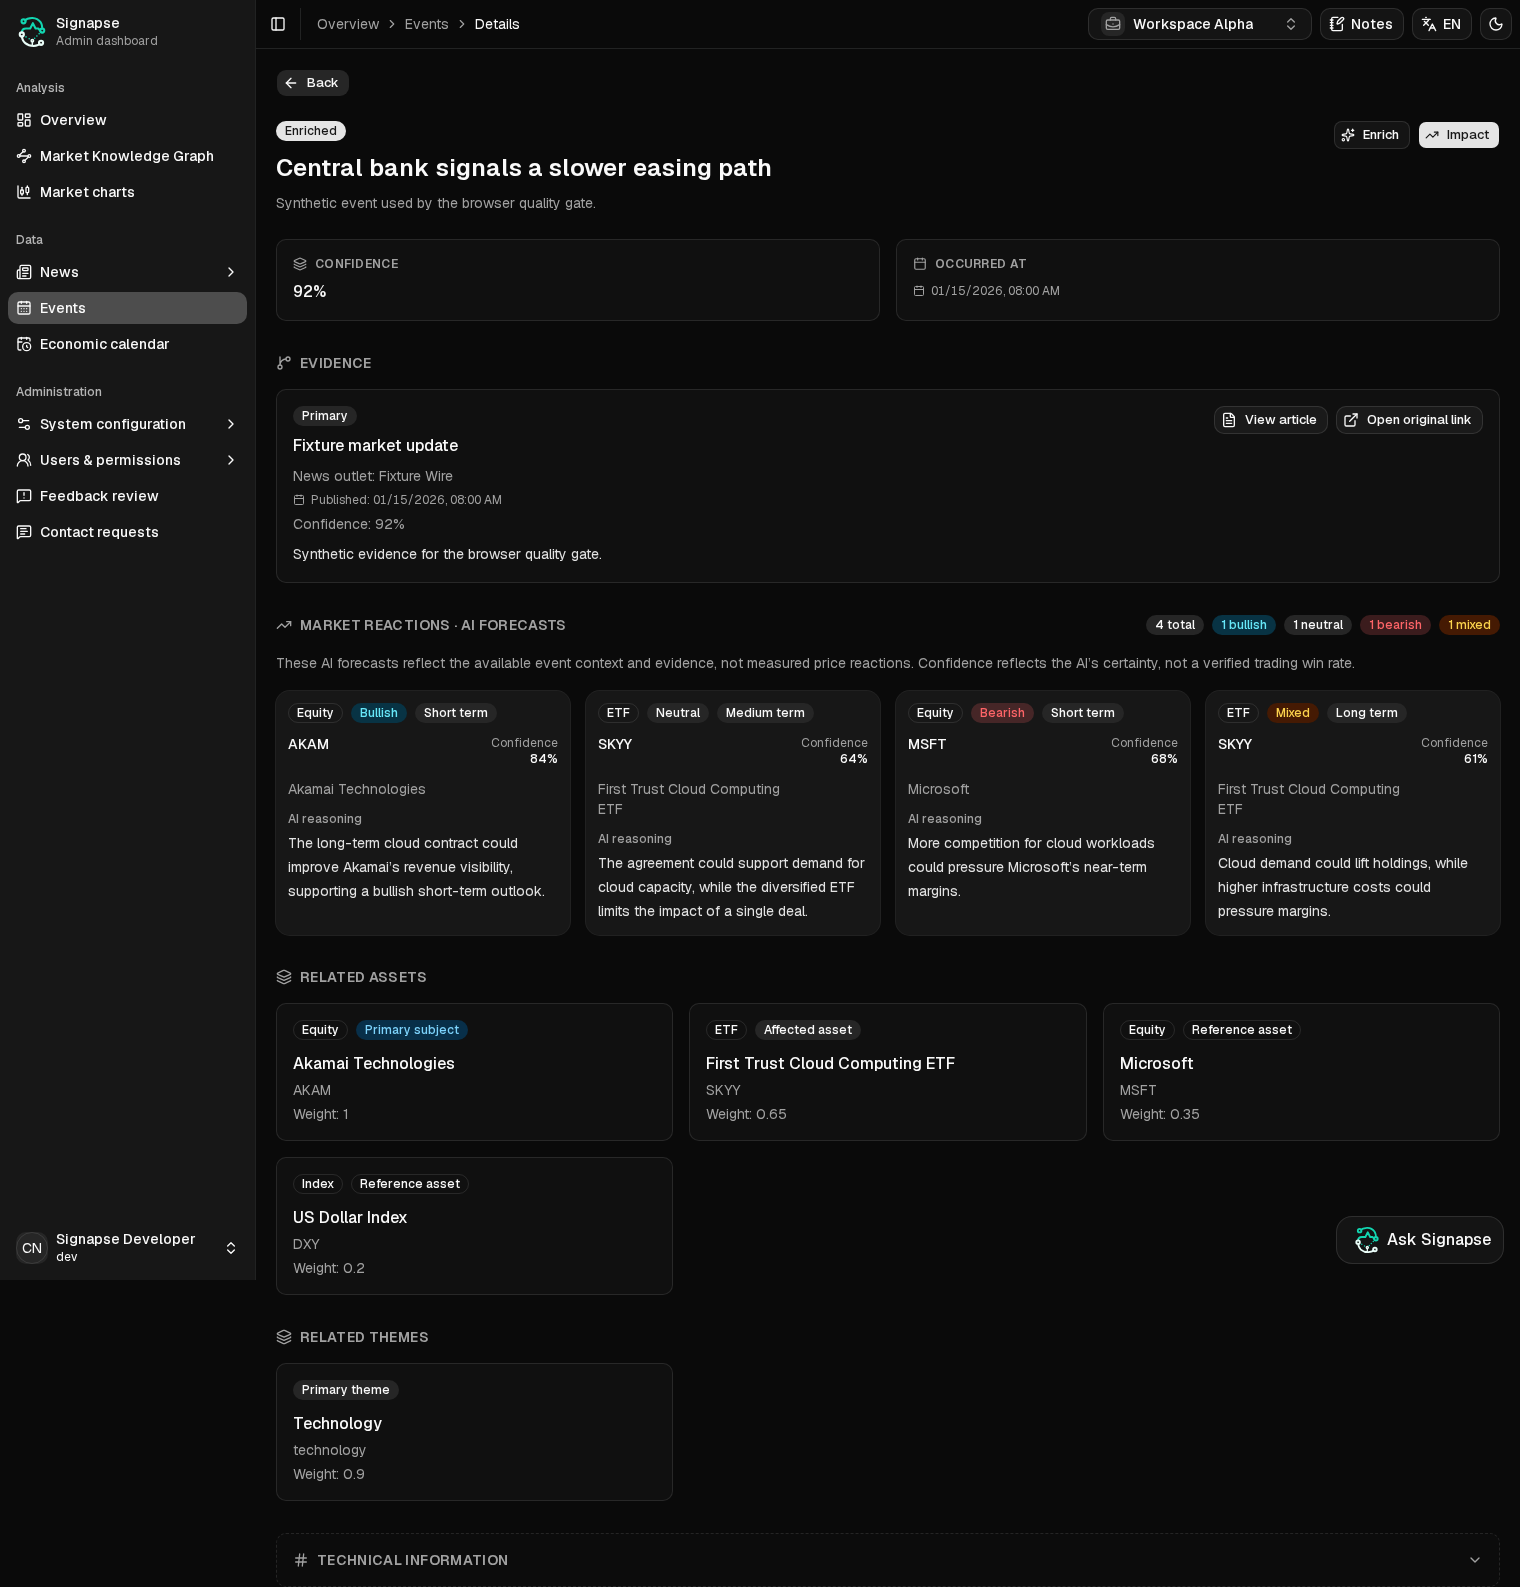 Signapse
Admin dashboard
Analysis
Overview
Market Knowledge Graph
Market charts
Data
News
Events
Economic calendar
Administration
System configuration
Users & permissions
Feedback review
Contact requests
CN
Signapse Developer
dev
Overview > Events > Details
Workspace Alpha
Notes
EN
Back
Enriched
Enrich
Impact
Central bank signals a slower easing path
Synthetic event used by the browser quality gate.
CONFIDENCE
92%
OCCURRED AT
01/15/2026, 08:00 AM
EVIDENCE
Primary
View article
Open original link
Fixture market update
News outlet: Fixture Wire
Published: 01/15/2026, 08:00 AM
Confidence: 92%
Synthetic evidence for the browser quality gate.
MARKET REACTIONS · AI FORECASTS
4 total
1 bullish
1 neutral
1 bearish
1 mixed
These AI forecasts reflect the available event context and evidence, not measured price reactions. Confidence reflects the AI's certainty, not a verified trading win rate.
Equity
Bullish
Short term
AKAM
Confidence
84%
Akamai Technologies
AI reasoning
The long-term cloud contract could
improve Akamai's revenue visibility,
supporting a bullish short-term outlook.
ETF
Neutral
Medium term
SKYY
Confidence
64%
First Trust Cloud Computing
ETF
AI reasoning
The agreement could support demand for
cloud capacity, while the diversified ETF
limits the impact of a single deal.
Equity
Bearish
Short term
MSFT
Confidence
68%
Microsoft
AI reasoning
More competition for cloud workloads
could pressure Microsoft's near-term
margins.
ETF
Mixed
Long term
SKYY
Confidence
61%
First Trust Cloud Computing
ETF
AI reasoning
Cloud demand could lift holdings, while
higher infrastructure costs could
pressure margins.
RELATED ASSETS
Equity
Primary subject
Akamai Technologies
AKAM
Weight: 1
ETF
Affected asset
First Trust Cloud Computing ETF
SKYY
Weight: 0.65
Equity
Reference asset
Microsoft
MSFT
Weight: 0.35
Index
Reference asset
US Dollar Index
DXY
Weight: 0.2
Ask Signapse
RELATED THEMES
Primary theme
Technology
technology
Weight: 0.9
TECHNICAL INFORMATION